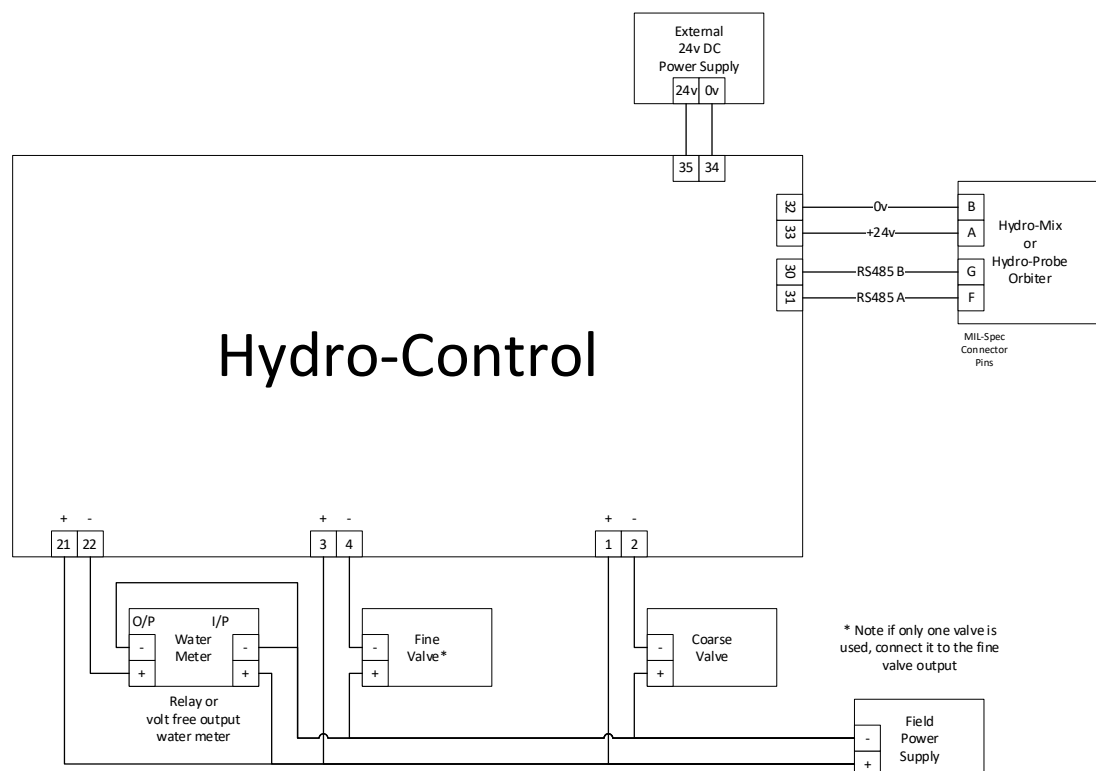 External
24v DC
Power Supply
24v 0v
35 34
32 0v B
33 +24v A
30 RS485 B G
31 RS485 A F
Hydro-Mix
or
Hydro-Probe
Orbiter
MIL-Spec
Connector
Pins
Hydro-Control
+ - + - + -
21 22 3 4 1 2
O/P I/P
Water
Meter
- -
+ +
Relay or
volt free output
water meter
Fine
Valve*
-
+
Coarse
Valve
-
+
* Note if only one valve is
used, connect it to the fine
valve output
Field
Power
Supply
-
+